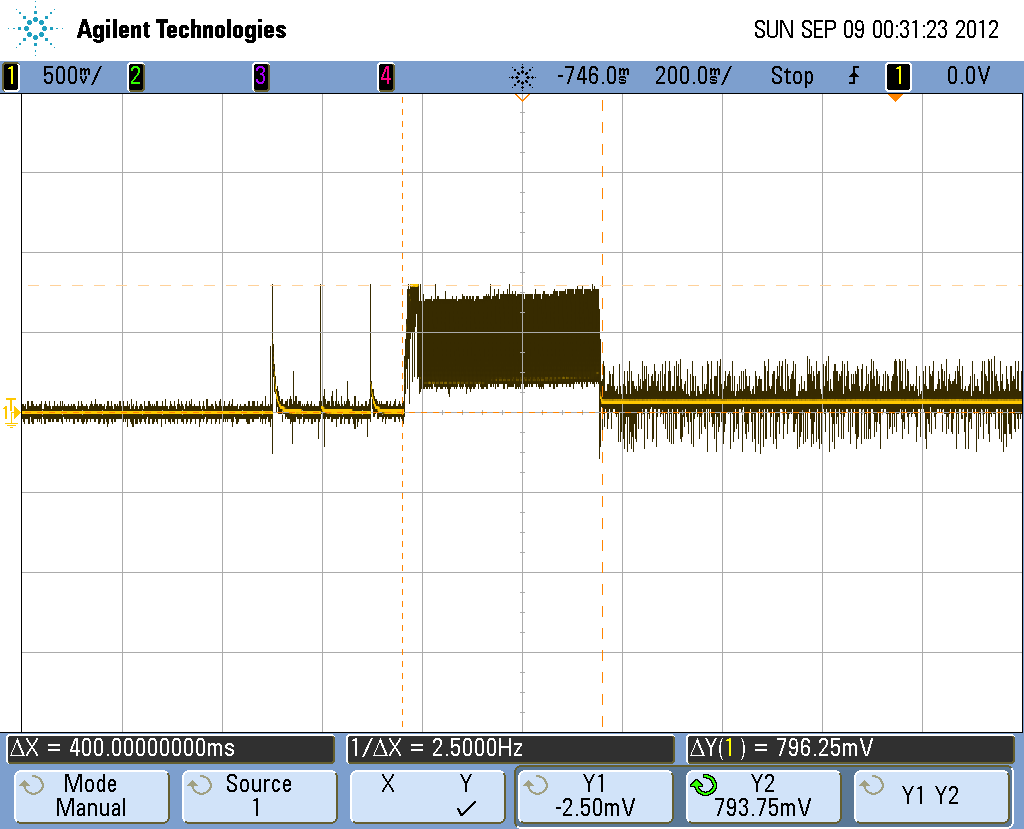 Agilent Technologies
SUN SEP 09 00:31:23 2012
1 500mV/ 2 3 4 -746.0ms 200.0ms/ Stop 1 0.0V
1
ΔX = 400.00000000ms 1/ΔX = 2.5000Hz ΔY(1) = 796.25mV
Mode
Manual
Source
1
X Y
✓
Y1
-2.50mV
Y2
793.75mV
Y1 Y2